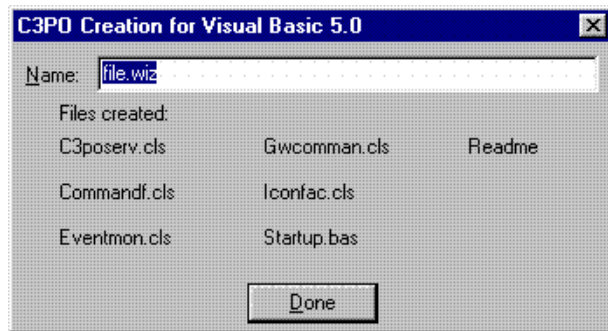 C3PO Creation for Visual Basic 5.0
Name: file.wiz
Files created:
C3poserv.cls Gwcomman.cls Readme
Commandf.cls Iconfac.cls
Eventmon.cls Startup.bas
Done